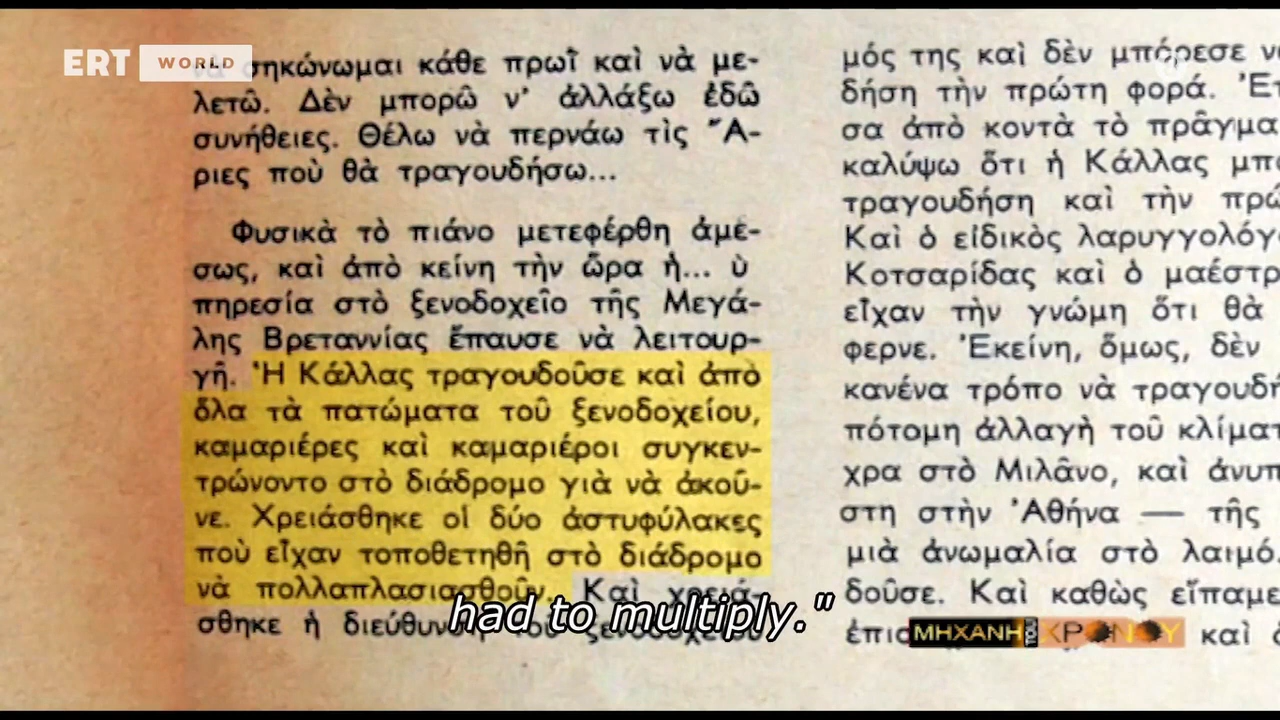 ERT WORLD
νὰ σηκώνωμαι κάθε πρωῒ καὶ νὰ με-
λετῶ. Δὲν μπορῶ ν' ἀλλάξω ἐδῶ
συνήθειες. Θέλω νὰ περνάω τὶς Ἄ-
ριες ποὺ θὰ τραγουδήσω...
Φυσικὰ τὸ πιάνο μετεφέρθη ἀμέ-
σως, καὶ ἀπὸ κείνη τὴν ὥρα ἡ... ὑ
πηρεσία στὸ ξενοδοχεῖο τῆς Μεγά-
λης Βρεταννίας ἔπαυσε νὰ λειτουρ-
γῆ. Ἡ Κάλλας τραγουδοῦσε καὶ ἀπὸ
ὅλα τὰ πατώματα τοῦ ξενοδοχείου,
καμαριέρες καὶ καμαριέροι συγκεν-
τρώνοντο στὸ διάδρομο γιὰ νὰ ἀκοῦ-
νε. Χρειάσθηκε οἱ δύο ἀστυφύλακες
ποὺ εἶχαν τοποθετηθῆ στὸ διάδρομο
νὰ πολλαπλασιασθοῦν. Καὶ χρειά-
σθηκε ἡ διεύθυνση τοῦ ξενοδοχείου
μός της καὶ δὲν μπόρεσε
δήση τὴν πρώτη φορά.
σα ἀπὸ κοντὰ τὸ πρᾶγμα
καλύψω ὅτι ἡ Κάλλας
τραγουδήση καὶ τὴν
Καὶ ὁ εἰδικὸς
Κοτσαρίδας καὶ ὁ
εἶχαν τὴν γνώμη ὅτι θὰ
φερνε. Ἐκείνη, ὅμως, δὲν
κανένα τρόπο νὰ
πότομη ἀλλαγὴ τοῦ
χρα στὸ Μιλᾶνο, καὶ
στη στὴν Ἀθήνα — τῆς
μιὰ ἀνωμαλία στὸ λαιμό.
δοῦσε. Καὶ καθὼς
καὶ
had to multiply."
ΜΗΧΑΝΗ ΤΟΥ ΧΡΟΝΟΥ